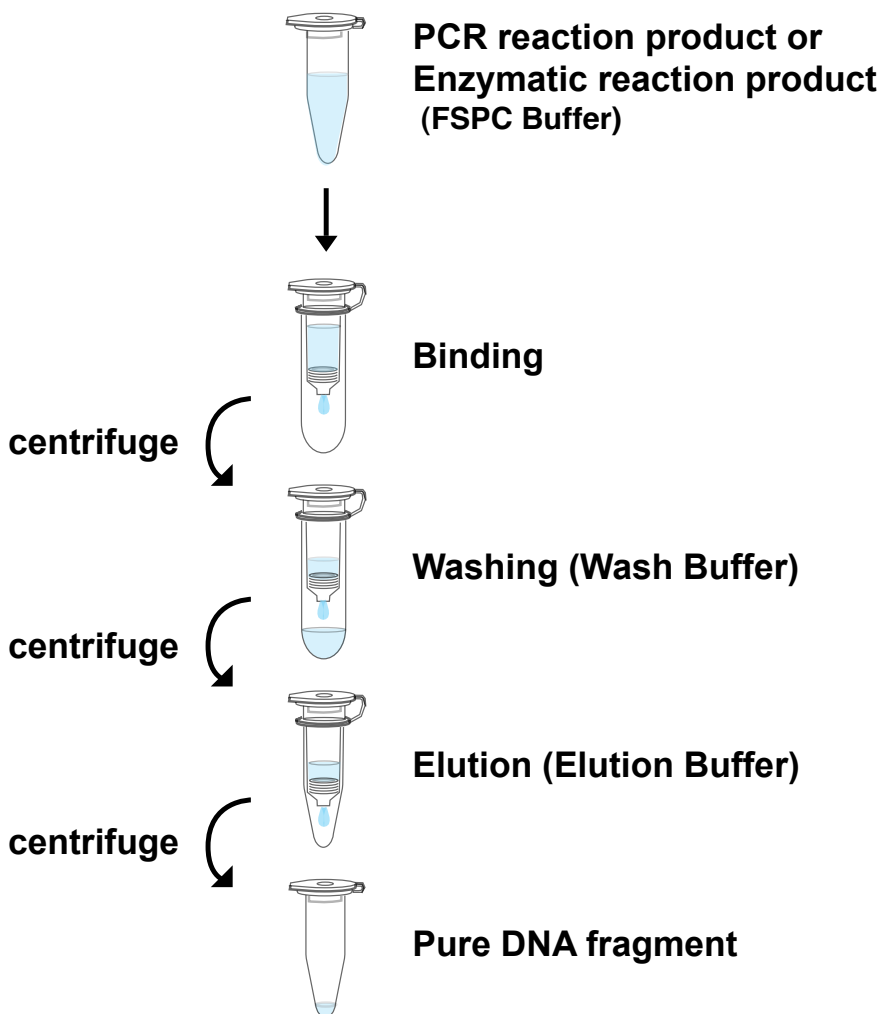 PCR reaction product or
Enzymatic reaction product
(FSPC Buffer)
Binding
centrifuge
Washing (Wash Buffer)
centrifuge
Elution (Elution Buffer)
centrifuge
Pure DNA fragment